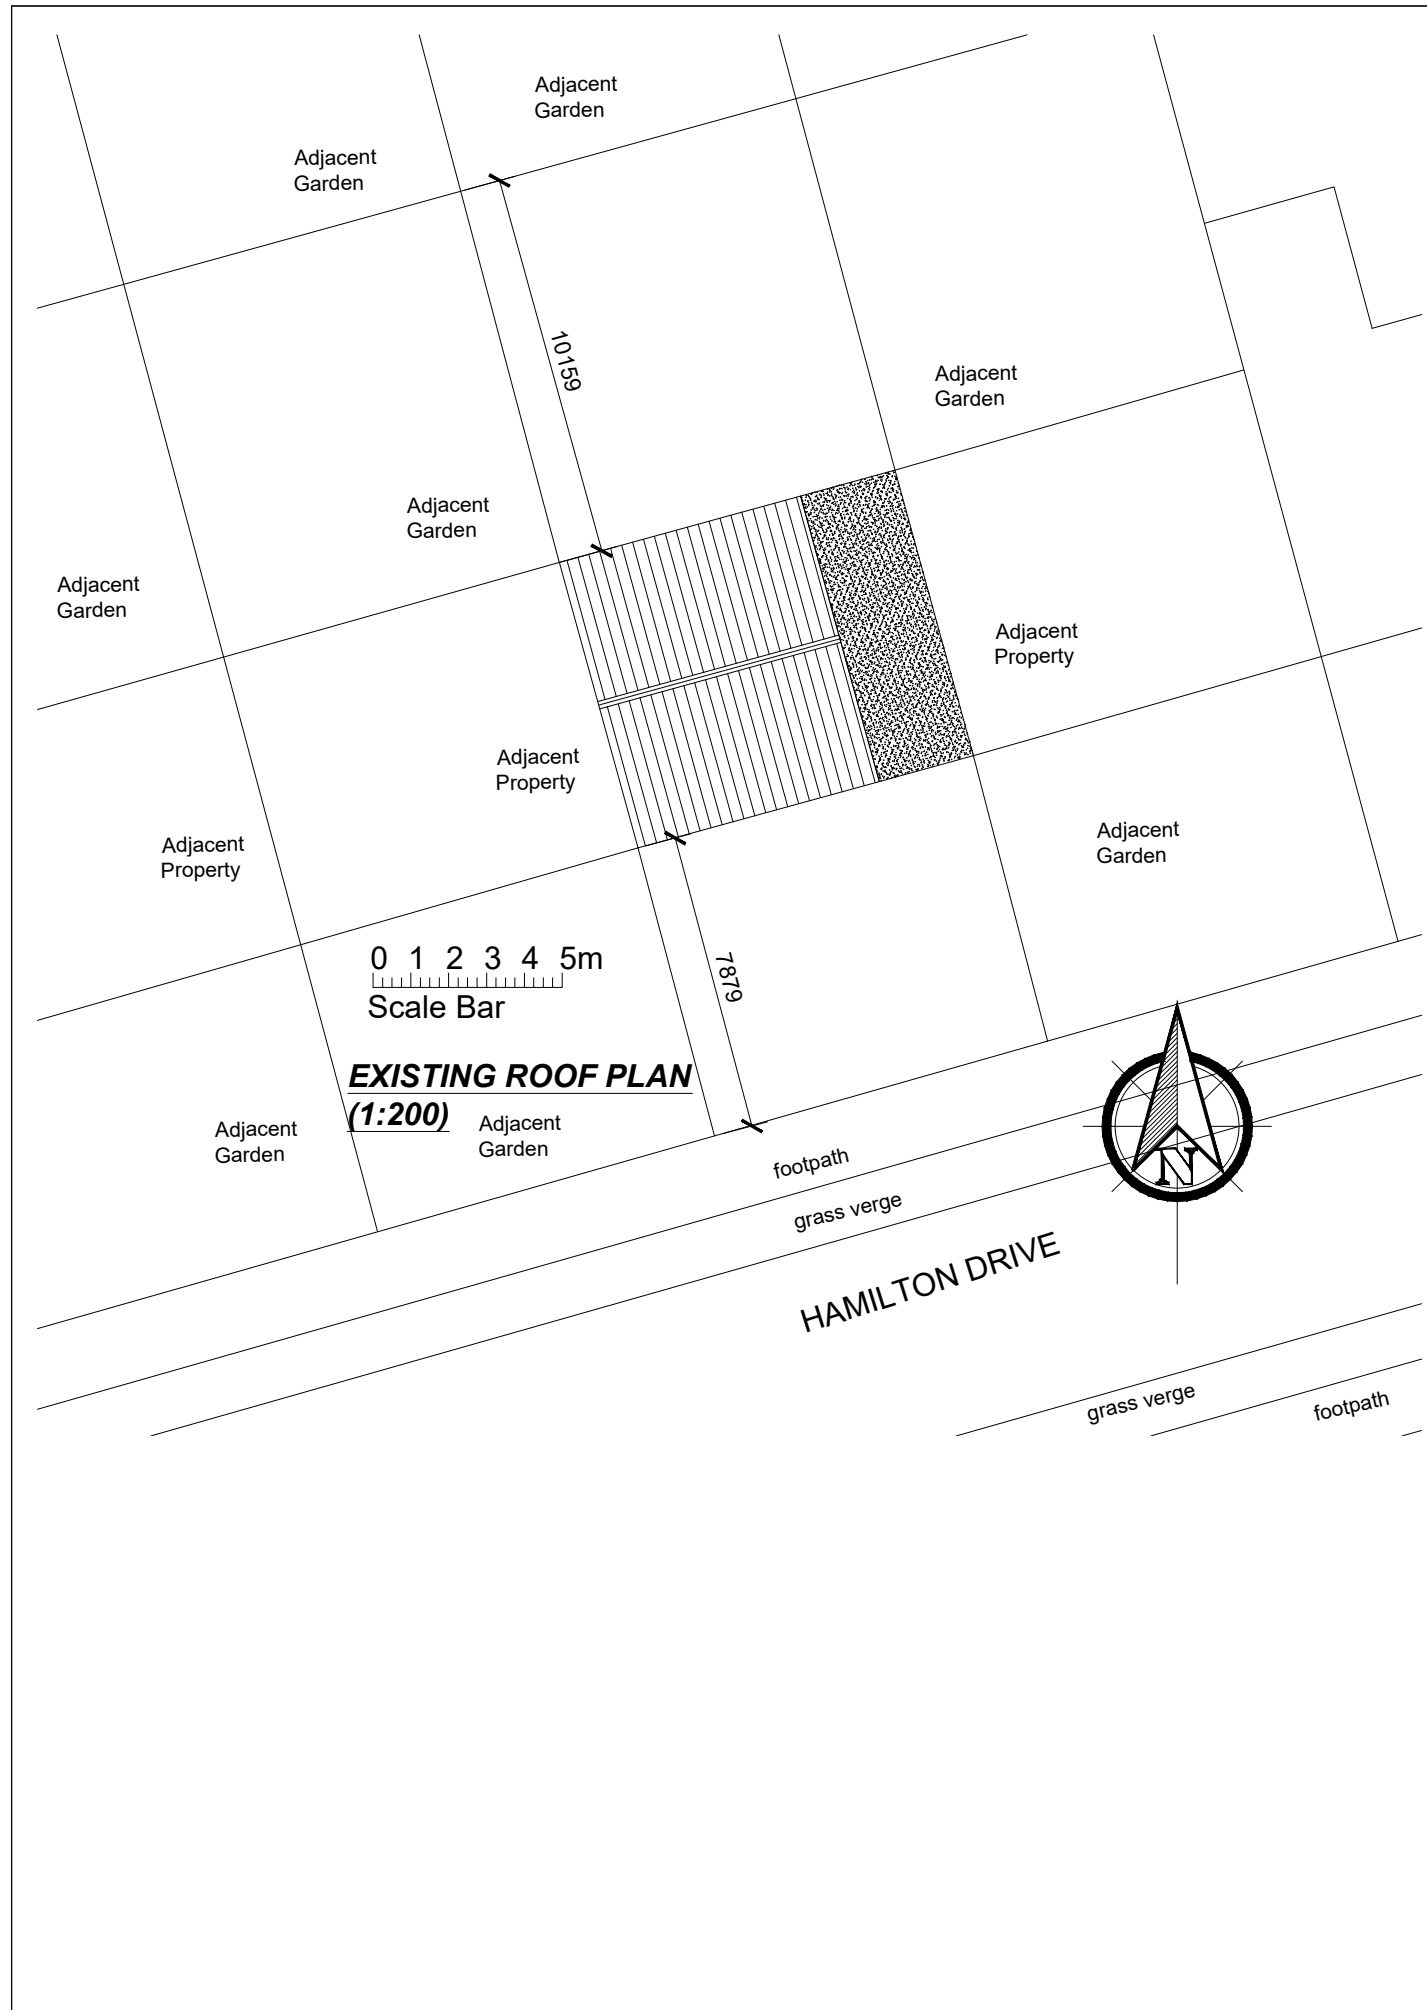 Adjacent
Garden
Adjacent
Garden
10159
Adjacent
Garden
Adjacent
Garden
Adjacent
Garden
Adjacent
Property
Adjacent
Property
Adjacent
Property
Adjacent
Garden
0 1 2 3 4 5m
Scale Bar
7879
EXISTING ROOF PLAN
(1:200)
Adjacent
Garden
Adjacent
Garden
footpath
grass verge
N
HAMILTON DRIVE
grass verge
footpath